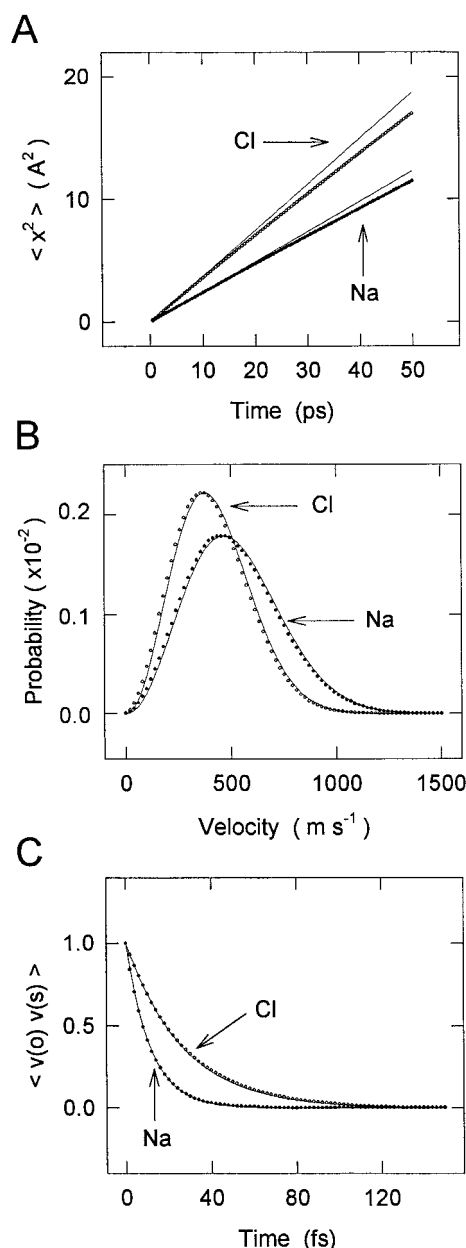 A
< x² > ( A² )
20
10
0
Cl
Na
0 10 20 30 40 50
Time (ps)
B
Probability ( x10⁻² )
0.2
0.1
0.0
Cl
Na
0 500 1000 1500
Velocity ( m s⁻¹ )
C
< v(o) v(s) >
1.0
0.5
0.0
Cl
Na
0 40 80 120
Time (fs)